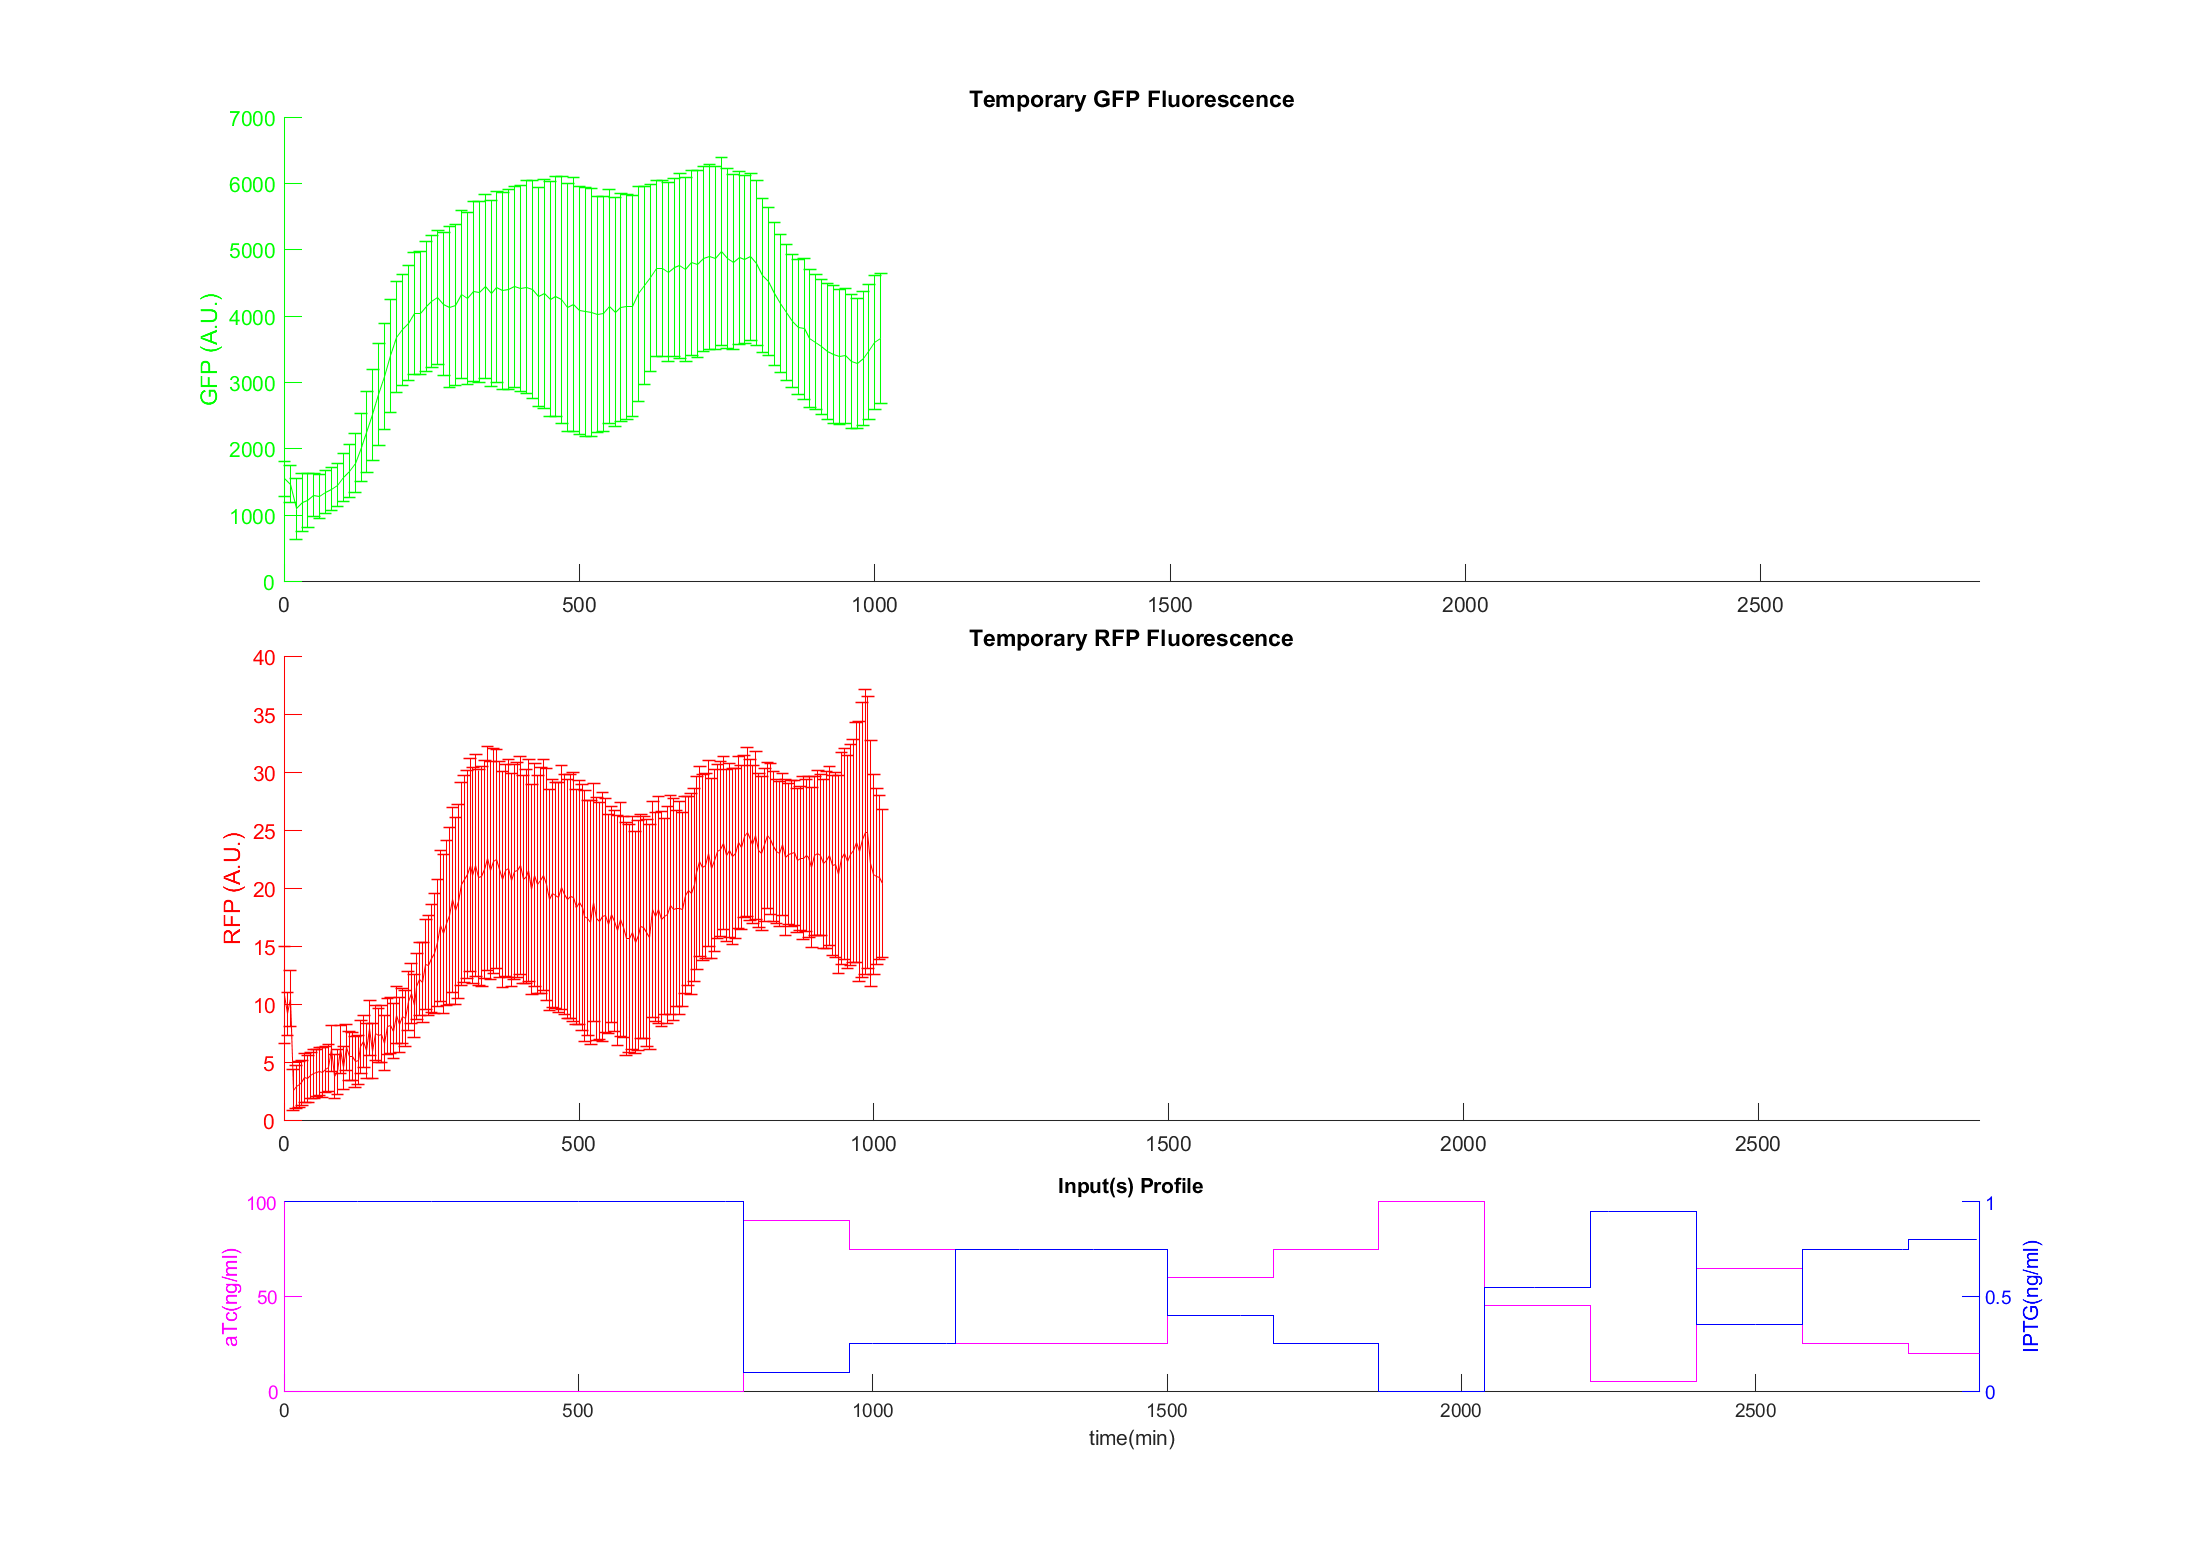 Temporary GFP Fluorescence
7000
6000
5000
4000
3000
2000
1000
0
GFP (A.U.)
0 500 1000 1500 2000 2500
Temporary RFP Fluorescence
40
35
30
25
20
15
10
5
0
RFP (A.U.)
0 500 1000 1500 2000 2500
Input(s) Profile
100
50
0
aTc(ng/ml)
1
0.5
0
IPTG(ng/ml)
0 500 1000 1500 2000 2500
time(min)